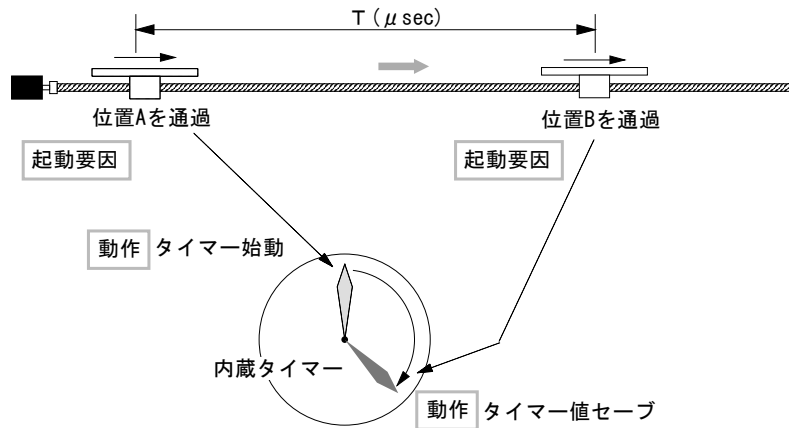 T(μsec)
位置Aを通過
位置Bを通過
起動要因
起動要因
動作 タイマー始動
内蔵タイマー
動作 タイマー値セーブ